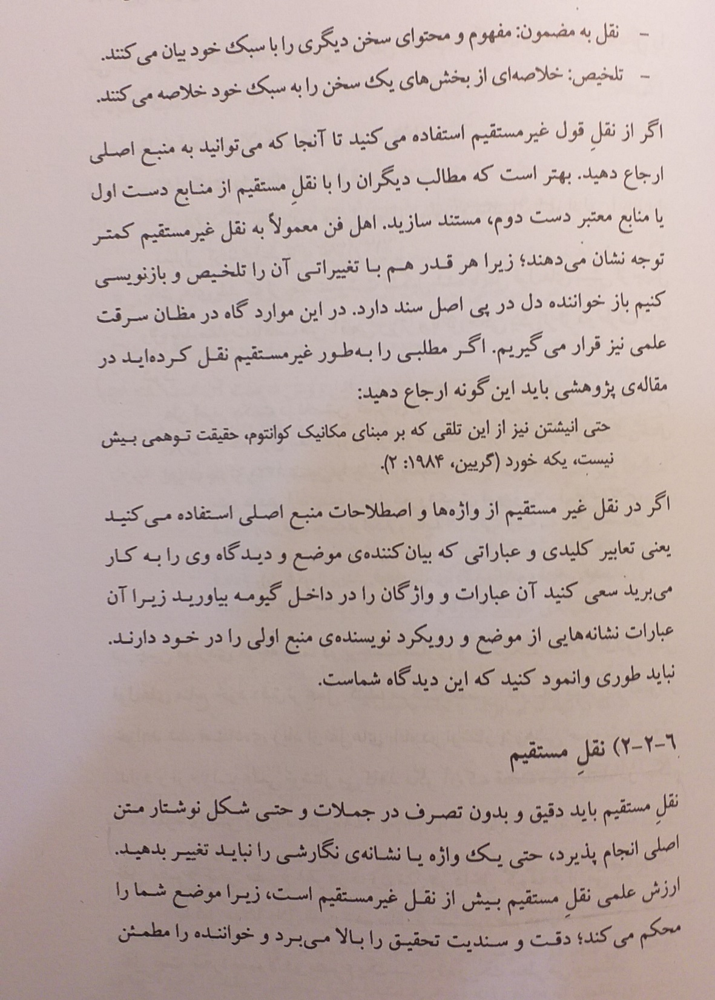 - نقل به مضمون: مفهوم و محتوای سخن دیگری را با سبک خود بیان می‌کنند.
- تلخیص: خلاصه‌ای از بخش‌های یک سخن را به سبک خود خلاصه می‌کنند.
اگر از نقلِ قول غیرمستقیم استفاده می‌کنید تا آنجا که می‌توانید به منبع اصلی
ارجاع دهید. بهتر است که مطالب دیگران را با نقلِ مستقیم از منابع دست اول
یا منابع معتبر دست دوم، مستند سازید. اهل فن معمولاً به نقل غیرمستقیم کمتر
توجه نشان می‌دهند؛ زیرا هر قدر هم با تغییراتی آن را تلخیص و بازنویسی
کنیم باز خواننده دل در پی اصل سند دارد. در این موارد گاه در مظان سرقت
علمی نیز قرار می‌گیریم. اگر مطلبی را به‌طور غیرمستقیم نقل کرده‌اید در
مقاله‌ی پژوهشی باید این‌گونه ارجاع دهید:
حتی انیشتن نیز از این تلقی که بر مبنای مکانیک کوانتوم، حقیقت توهمی بیش
نیست، یکه خورد (گریین، ۱۹۸۴: ۲).
اگر در نقل غیر مستقیم از واژه‌ها و اصطلاحات منبع اصلی استفاده می‌کنید
یعنی تعابیر کلیدی و عباراتی که بیان‌کننده‌ی موضع و دیدگاه وی را به کار
می‌برید سعی کنید آن عبارات و واژگان را در داخل گیومه بیاورید زیرا آن
عبارات نشانه‌هایی از موضع و رویکرد نویسنده‌ی منبع اولی را در خود دارند.
نباید طوری وانمود کنید که این دیدگاه شماست.
۶-۲-۲) نقلِ مستقیم
نقلِ مستقیم باید دقیق و بدون تصرف در جملات و حتی شکل نوشتار متن
اصلی انجام پذیرد، حتی یک واژه یا نشانه‌ی نگارشی را نباید تغییر بدهید.
ارزش علمی نقلِ مستقیم بیش از نقل غیرمستقیم است، زیرا موضع شما را
محکم می‌کند؛ دقت و سندیت تحقیق را بالا می‌برد و خواننده را مطمئن